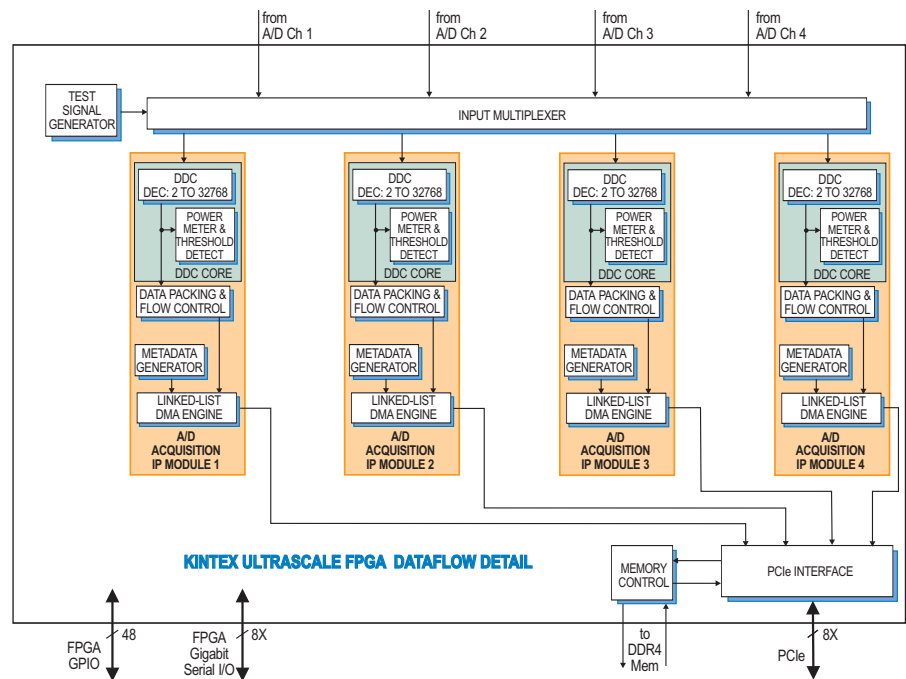 from
A/D Ch 1
from
A/D Ch 2
from
A/D Ch 3
from
A/D Ch 4
TEST
SIGNAL
GENERATOR
INPUT MULTIPLEXER
DDC
DEC: 2 TO 32768
POWER
METER &
THRESHOLD
DETECT
DDC CORE
DATA PACKING &
FLOW CONTROL
METADATA
GENERATOR
LINKED-LIST
DMA ENGINE
A/D
ACQUISITION
IP MODULE 1
DDC
DEC: 2 TO 32768
POWER
METER &
THRESHOLD
DETECT
DDC CORE
DATA PACKING &
FLOW CONTROL
METADATA
GENERATOR
LINKED-LIST
DMA ENGINE
A/D
ACQUISITION
IP MODULE 2
DDC
DEC: 2 TO 32768
POWER
METER &
THRESHOLD
DETECT
DDC CORE
DATA PACKING &
FLOW CONTROL
METADATA
GENERATOR
LINKED-LIST
DMA ENGINE
A/D
ACQUISITION
IP MODULE 3
DDC
DEC: 2 TO 32768
POWER
METER &
THRESHOLD
DETECT
DDC CORE
DATA PACKING &
FLOW CONTROL
METADATA
GENERATOR
LINKED-LIST
DMA ENGINE
A/D
ACQUISITION
IP MODULE 4
KINTEX ULTRASCALE FPGA DATAFLOW DETAIL
MEMORY
CONTROL
PCIe INTERFACE
48
FPGA
GPIO
8X
FPGA
Gigabit
Serial I/O
to
DDR4
Mem
8X
PCIe